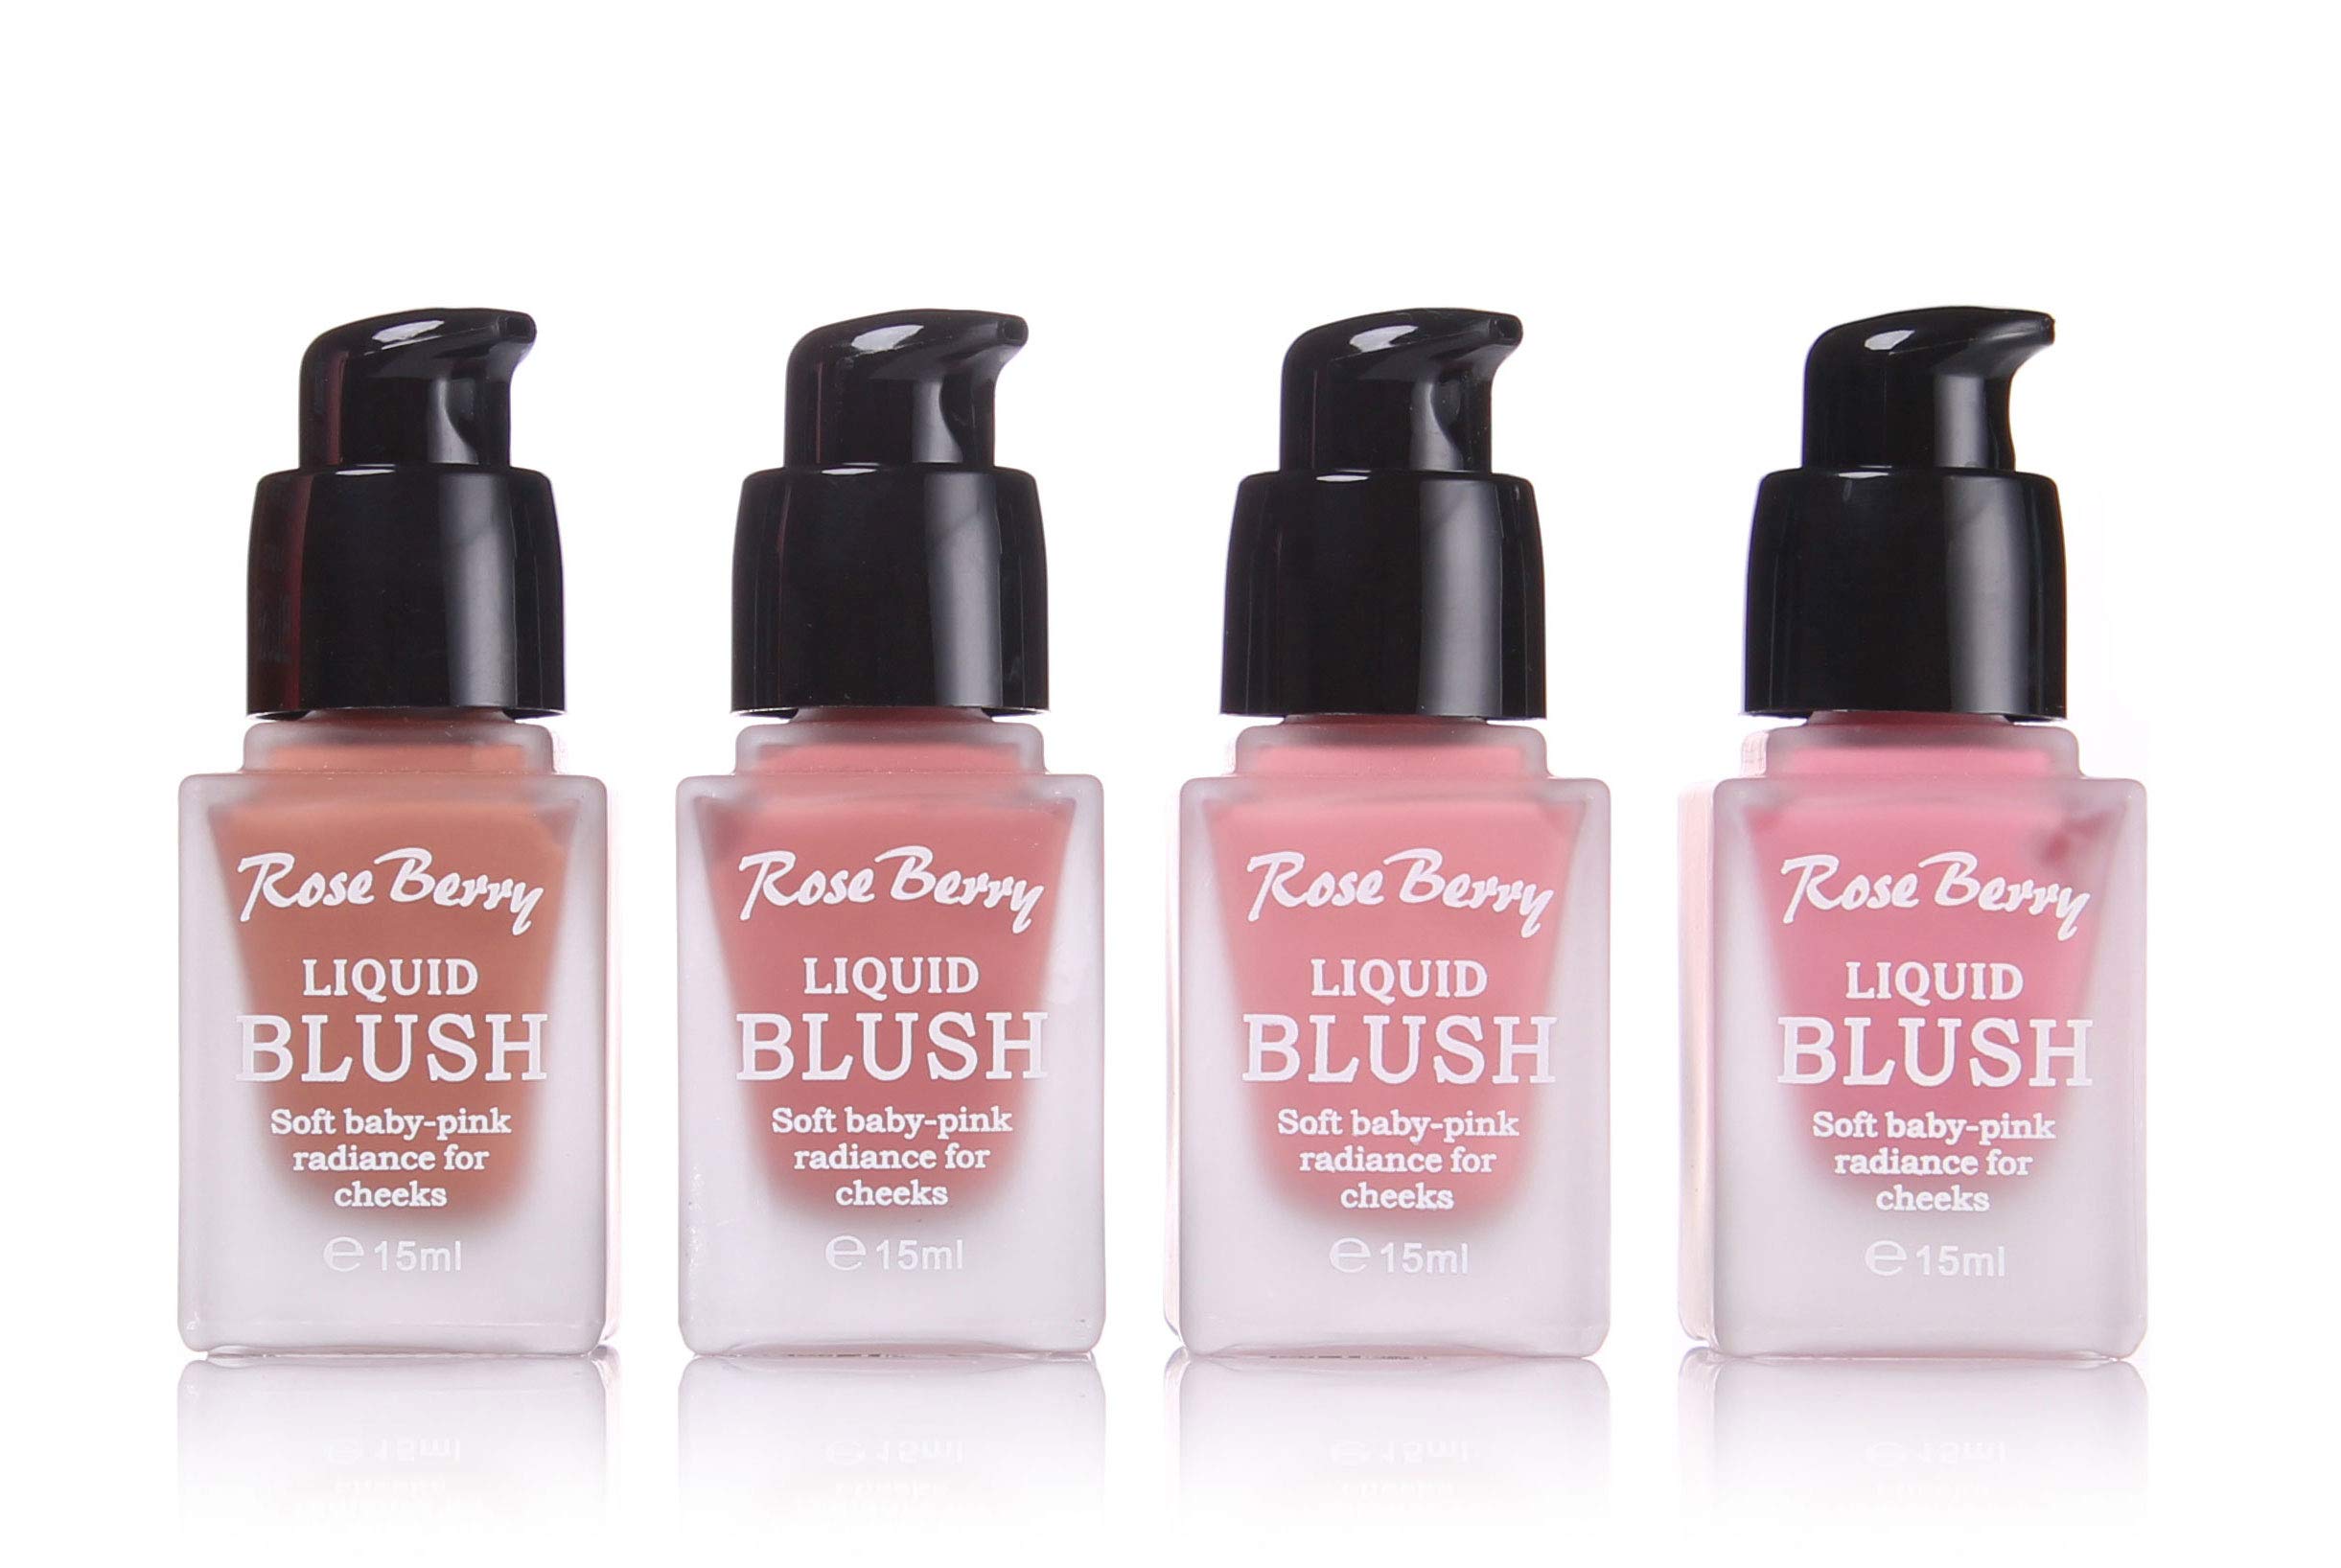 Rose Berry
LIQUID
BLUSH
Soft baby-pink
radiance for
cheeks
℮15ml
Rose Berry
LIQUID
BLUSH
Soft baby-pink
radiance for
cheeks
℮15ml
Rose Berry
LIQUID
BLUSH
Soft baby-pink
radiance for
cheeks
℮15ml
Rose Berry
LIQUID
BLUSH
Soft baby-pink
radiance for
cheeks
℮15ml